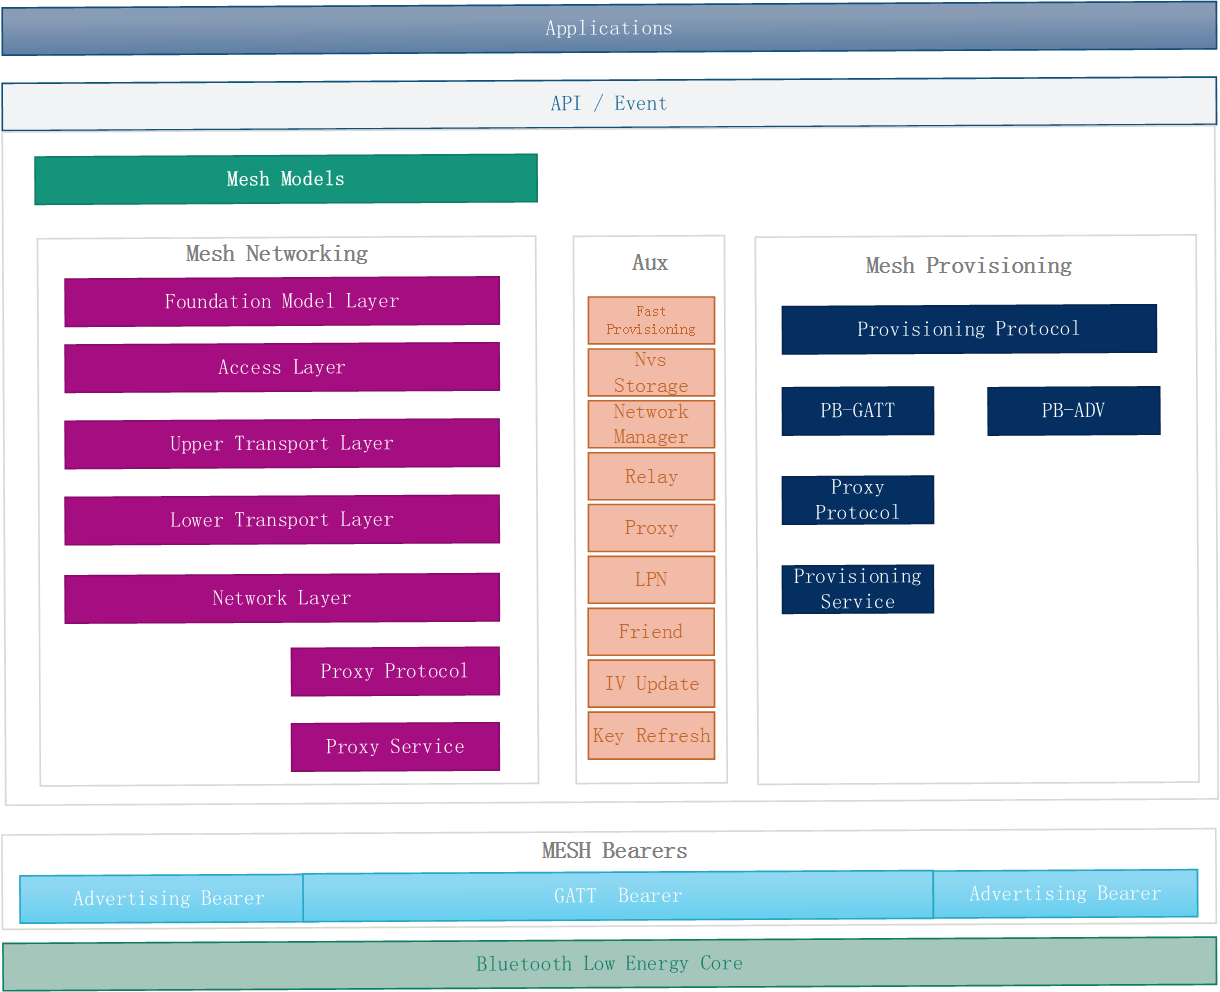 Applications
API / Event
Mesh Models
Mesh Networking
Foundation Model Layer
Access Layer
Upper Transport Layer
Lower Transport Layer
Network Layer
Proxy Protocol
Proxy Service
Aux
Fast
Provisioning
Nvs
Storage
Network
Manager
Relay
Proxy
LPN
Friend
IV Update
Key Refresh
Mesh Provisioning
Provisioning Protocol
PB-GATT
PB-ADV
Proxy
Protocol
Provisioning
Service
MESH Bearers
Advertising Bearer
GATT  Bearer
Advertising Bearer
Bluetooth Low Energy Core